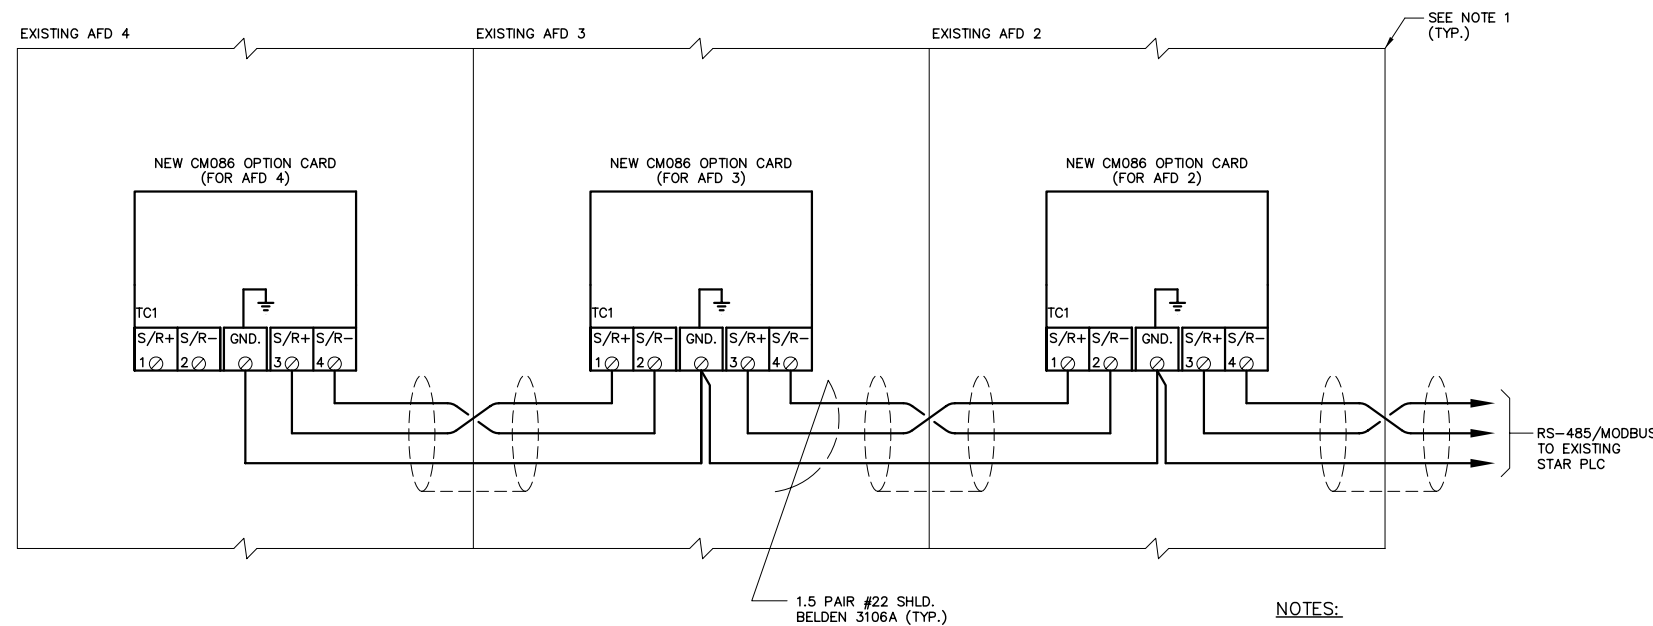 EXISTING AFD 4
EXISTING AFD 3
EXISTING AFD 2
SEE NOTE 1
(TYP.)
NEW CM086 OPTION CARD
(FOR AFD 4)
NEW CM086 OPTION CARD
(FOR AFD 3)
NEW CM086 OPTION CARD
(FOR AFD 2)
TC1
TC1
TC1
S/R+ S/R- GND. S/R+ S/R-
1 2 3 4
S/R+ S/R- GND. S/R+ S/R-
1 2 3 4
S/R+ S/R- GND. S/R+ S/R-
1 2 3 4
RS-485/MODBUS
TO EXISTING
STAR PLC
1.5 PAIR #22 SHLD.
BELDEN 3106A (TYP.)
NOTES: